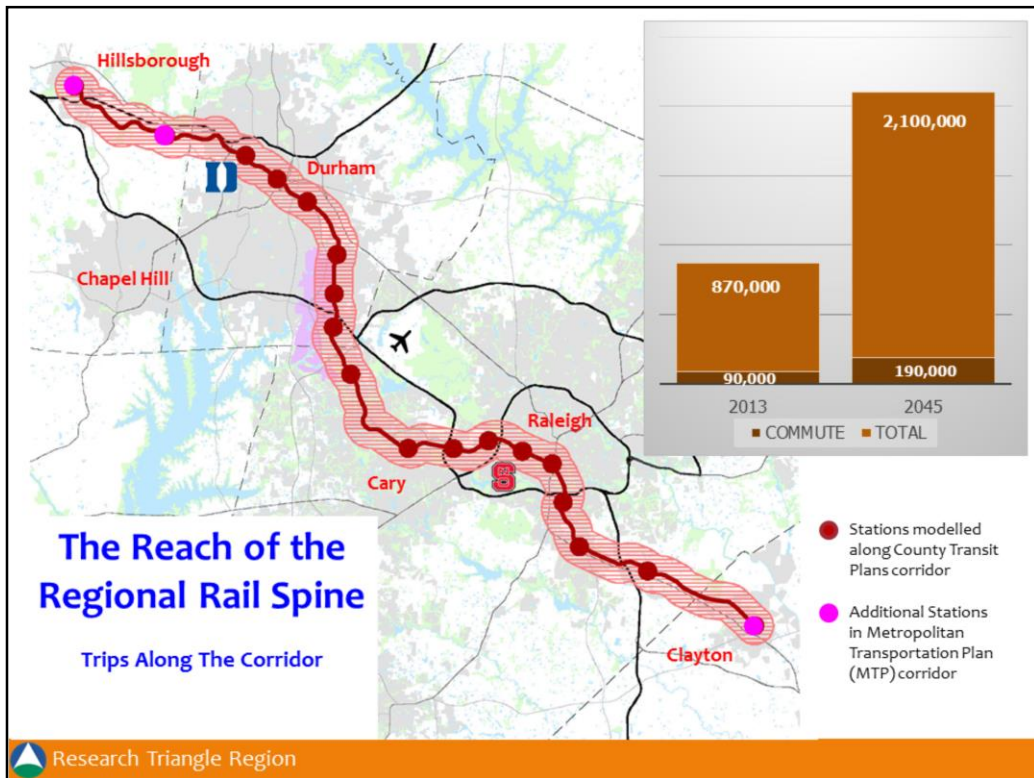 Hillsborough
Durham
Chapel Hill
Raleigh
Cary
Clayton
The Reach of the
Regional Rail Spine
Trips Along The Corridor
2,100,000
870,000
90,000
190,000
2013
2045
COMMUTE
TOTAL
Stations modelled
along County Transit
Plans corridor
Additional Stations
in Metropolitan
Transportation Plan
(MTP) corridor
Research Triangle Region